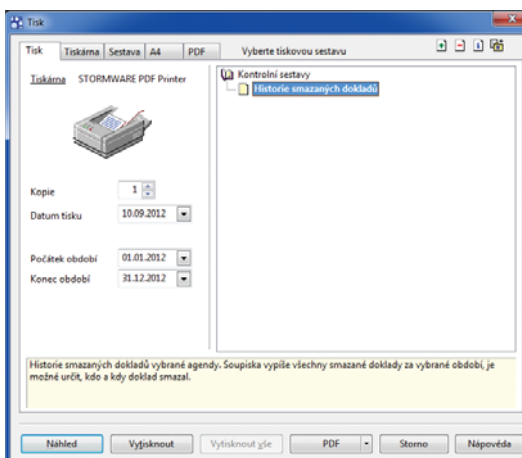 Tisk
Tisk Tiskárna Sestava A4 PDF Vyberte tiskovou sestavu
Tiskárna STORMWARE PDF Printer
Kontrolní sestavy
Historie smazaných dokladů
Kopie 1
Datum tisku 10.09.2012
Počátek období 01.01.2012
Konec období 31.12.2012
Historie smazaných dokladů vybrané agendy. Soupiska vypíše všechny smazané doklady za vybrané období, je
možné určit, kdo a kdy doklad smazal.
Náhled Vytisknout Vytisknout vše PDF Storno Nápověda